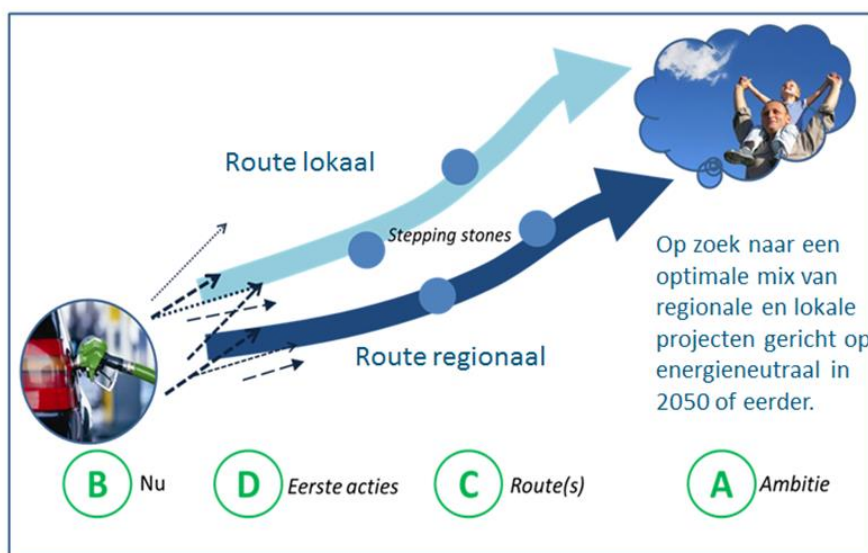 Route lokaal
Stepping stones
Route regionaal
Op zoek naar een
optimale mix van
regionale en lokale
projecten gericht op
energieneutraal in
2050 of eerder.
B Nu
D Eerste acties
C Route(s)
A Ambitie